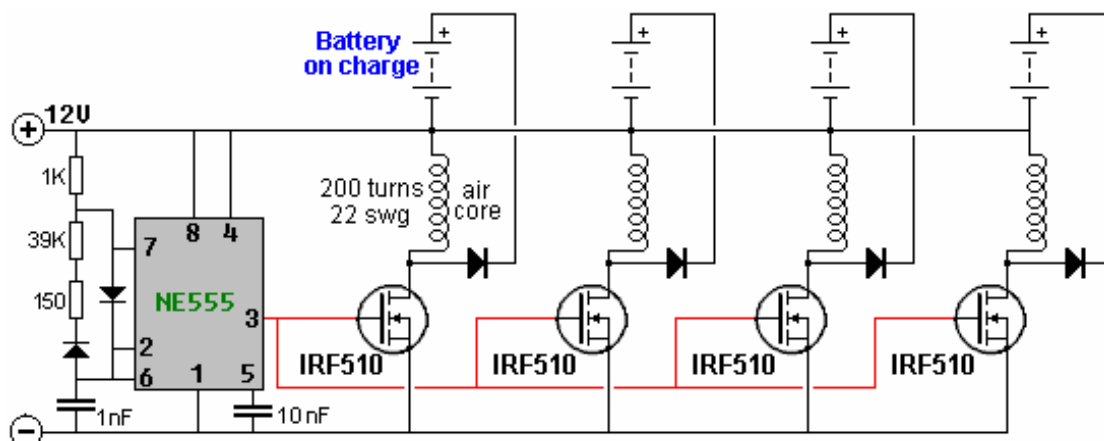 Battery
on charge
+
+
+
+
+
12V
1K
39K
150
1nF
7
8
4
NE555
3
2
6
1
5
10nF
200 turns
22 swg
air
core
IRF510
IRF510
IRF510
IRF510
−